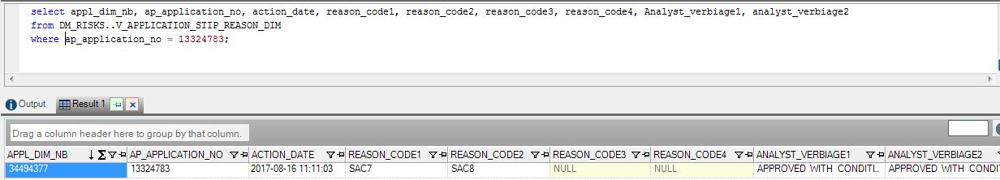 select appl_dim_nb, ap_application_no, action_date, reason_code1, reason_code2, reason_code3, reason_code4, Analyst_verbiage1, analyst_verbiage2
from DM_RISKS..V_APPLICATION_STIP_REASON_DIM
where ap_application_no = 13324783;
Output Result 1
Drag a column header here to group by that column.
APPL_DIM_NB AP_APPLICATION_NO ACTION_DATE REASON_CODE1 REASON_CODE2 REASON_CODE3 REASON_CODE4 ANALYST_VERBIAGE1 ANALYST_VERBIAGE2
34494377 13324783 2017-08-16 11:11:03 SAC7 SAC8 NULL NULL APPROVED WITH CONDITI... APPROVED WITH CONDIT